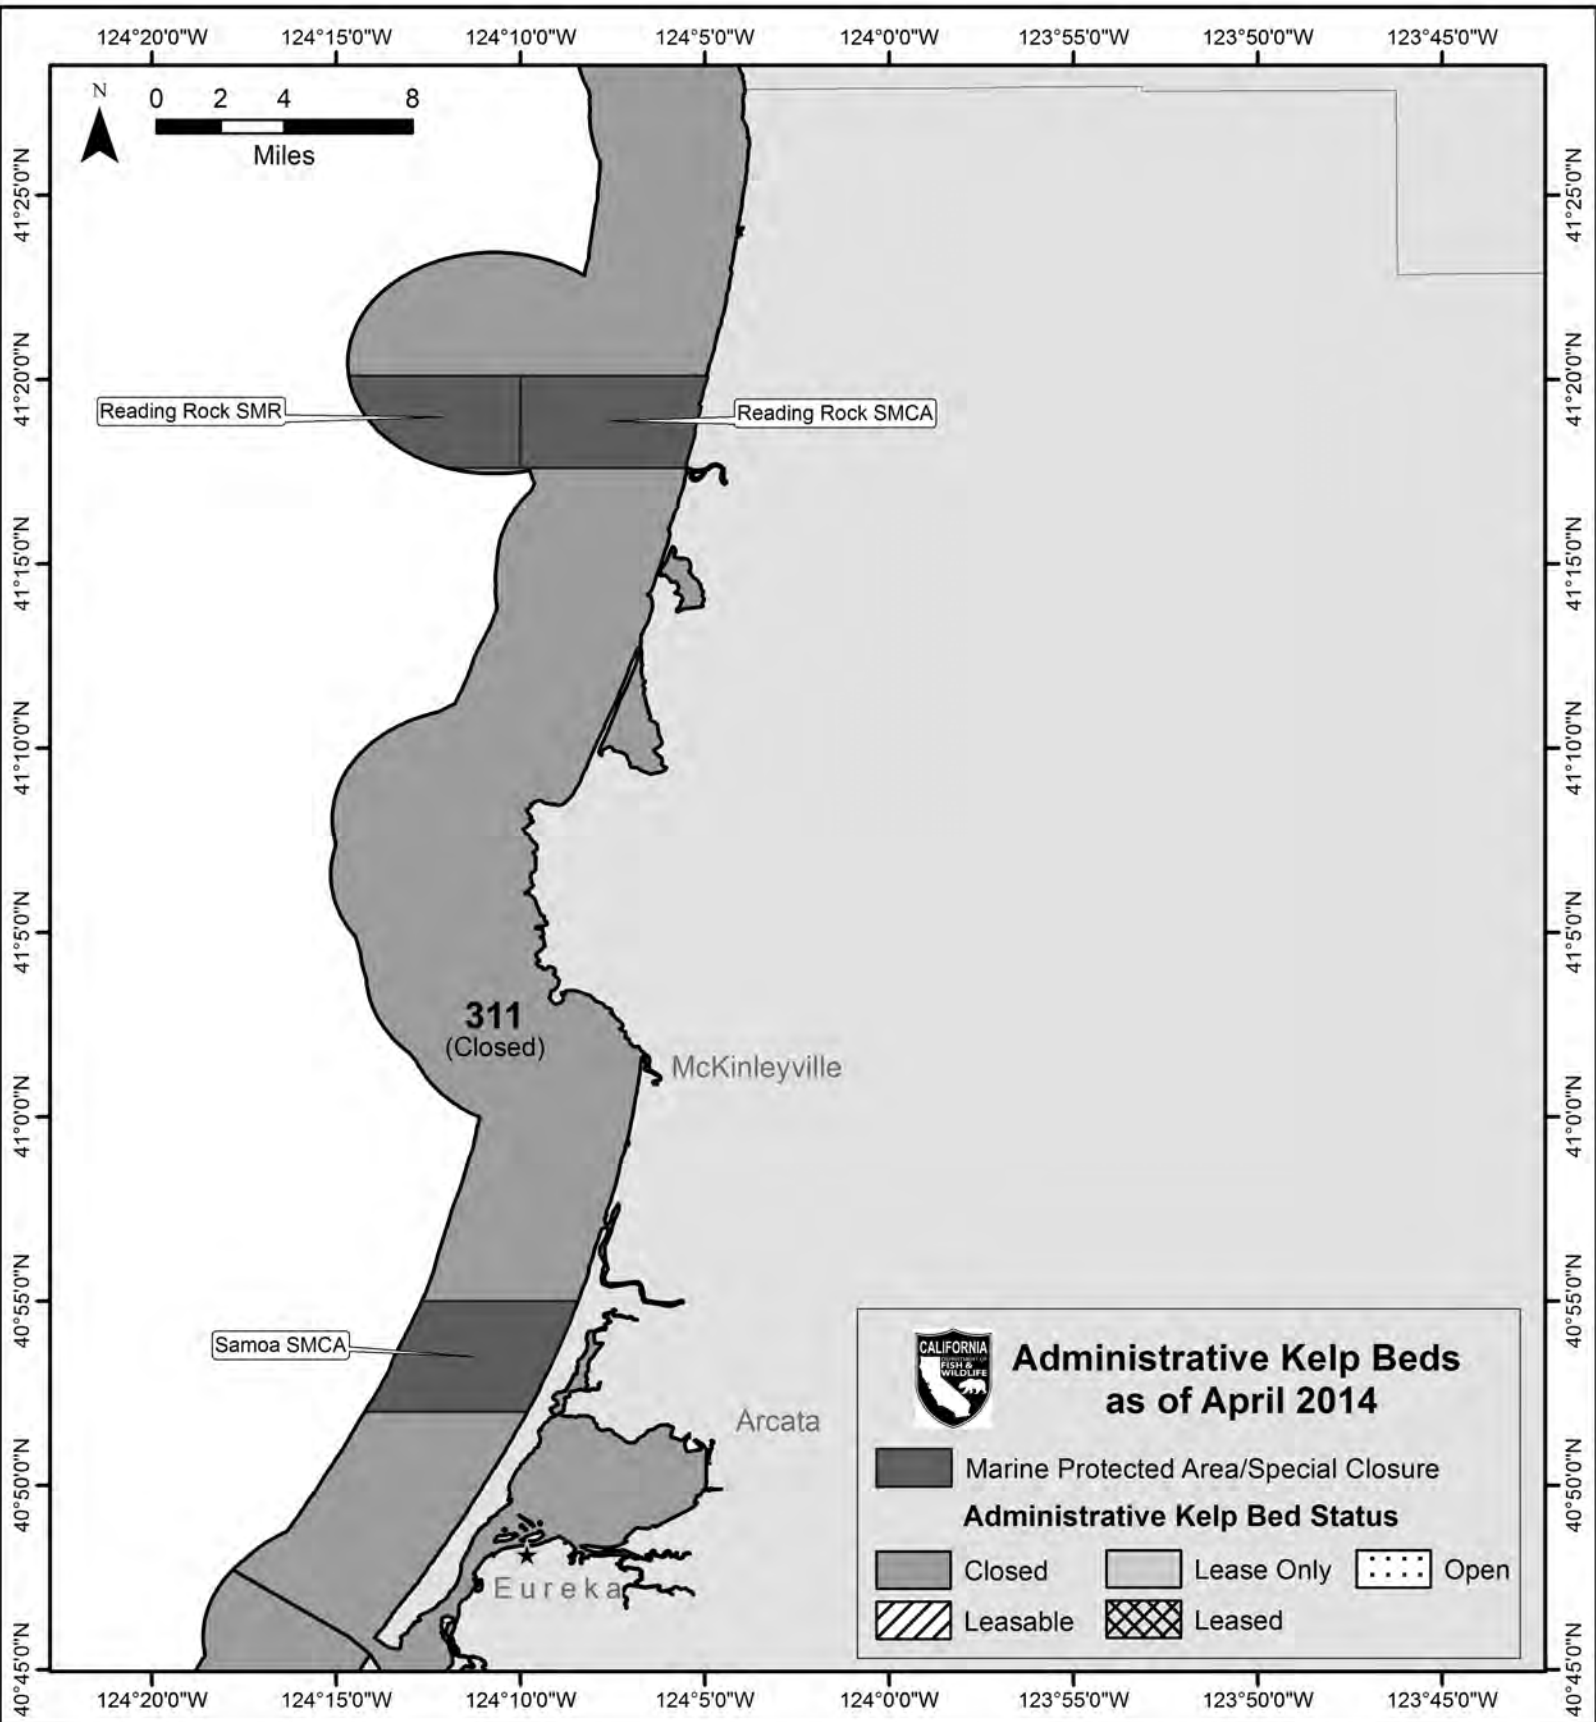 124°20'0"W 124°15'0"W 124°10'0"W 124°5'0"W 124°0'0"W 123°55'0"W 123°50'0"W 123°45'0"W
N
0 2 4 8
Miles
41°25'0"N 41°25'0"N
41°20'0"N 41°20'0"N
Reading Rock SMR
Reading Rock SMCA
41°15'0"N 41°15'0"N
41°10'0"N 41°10'0"N
41°5'0"N 41°5'0"N
311
(Closed)
McKinleyville
41°0'0"N 41°0'0"N
40°55'0"N 40°55'0"N
Samoa SMCA
Arcata
40°50'0"N 40°50'0"N
Eureka
40°45'0"N 40°45'0"N
CALIFORNIA
DEPARTMENT OF
FISH &
WILDLIFE
Administrative Kelp Beds
as of April 2014
Marine Protected Area/Special Closure
Administrative Kelp Bed Status
Closed Lease Only Open
Leasable Leased
124°20'0"W 124°15'0"W 124°10'0"W 124°5'0"W 124°0'0"W 123°55'0"W 123°50'0"W 123°45'0"W